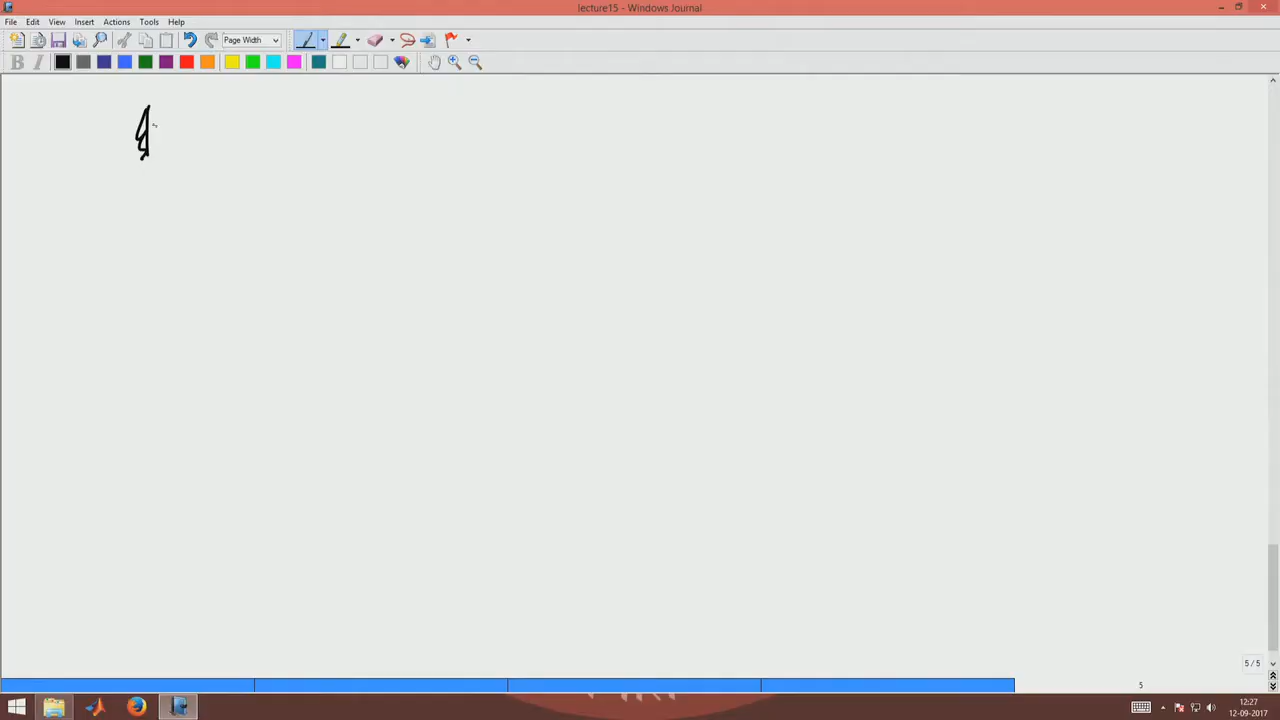 lecture15 - Windows Journal
File Edit View Insert Actions Tools Help
Page Width
B I
5 / 5
5
12:27
12-09-2017